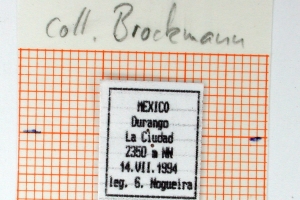 coll. Brockmann
MEXICO
Durango
La Ciudad
2350 m NN
14.VII.1994
leg. G. Nogueira